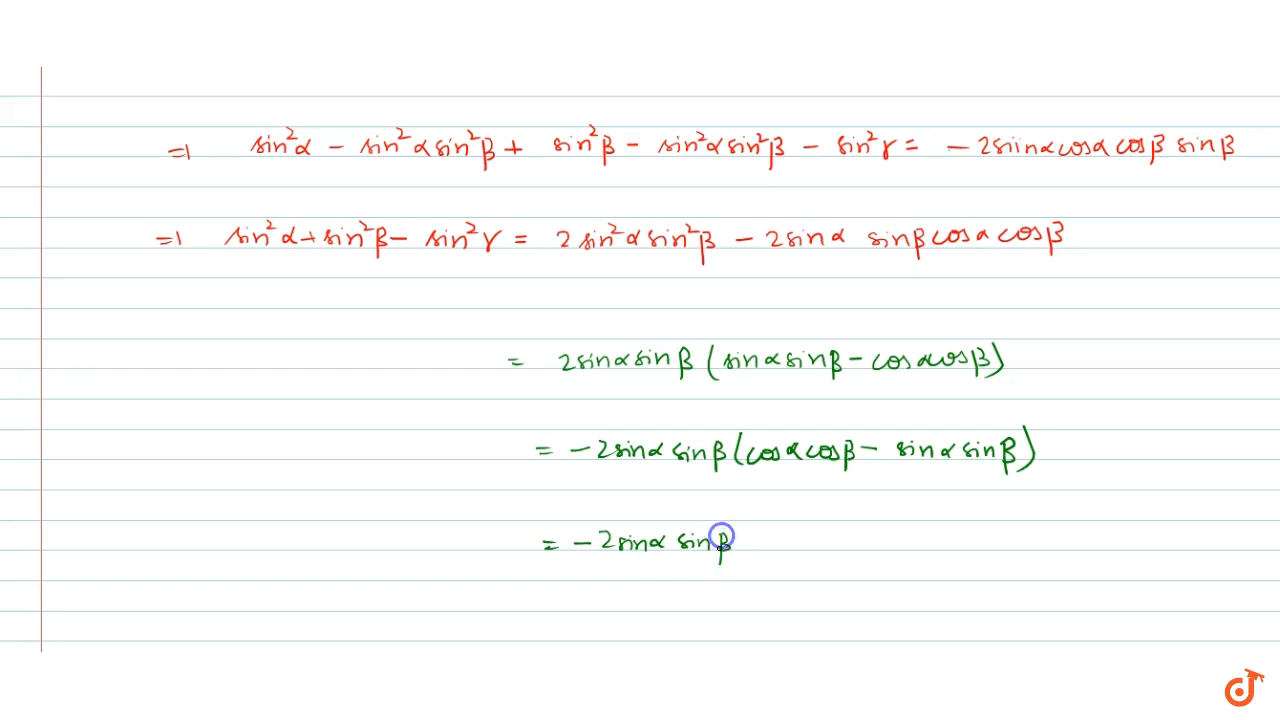 ⇒ sin²α - sin²α sin²β + sin²β - sin²α sin²β - sin²γ = - 2siinα cosα cosβ sinβ
⇒ sin²α + sin²β - sin²γ = 2 sin²α sin²β - 2sinα sinβ cosα cosβ
= 2sinα sinβ (sinα sinβ - cosα cosβ)
= - 2sinα sinβ (cosα cosβ - sinα sinβ)
= - 2sinα sinβ